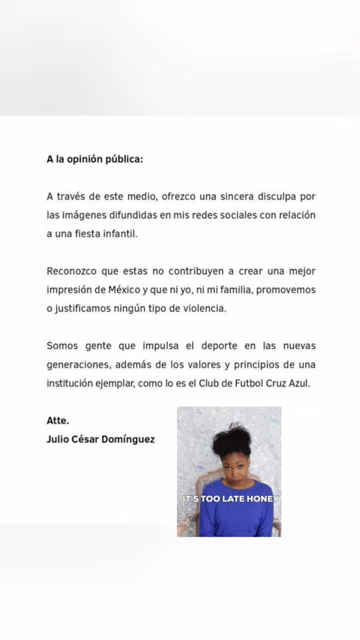 A la opinión pública:
A través de este medio, ofrezco una sincera disculpa por
las imágenes difundidas en mis redes sociales con relación
a una fiesta infantil.
Reconozco que estas no contribuyen a crear una mejor
impresión de México y que ni yo, ni mi familia, promovemos
o justificamos ningún tipo de violencia.
Somos gente que impulsa el deporte en las nuevas
generaciones, además de los valores y principios de una
institución ejemplar, como lo es el Club de Futbol Cruz Azul.
Atte.
Julio César Domínguez
IT'S TOO LATE HONEY